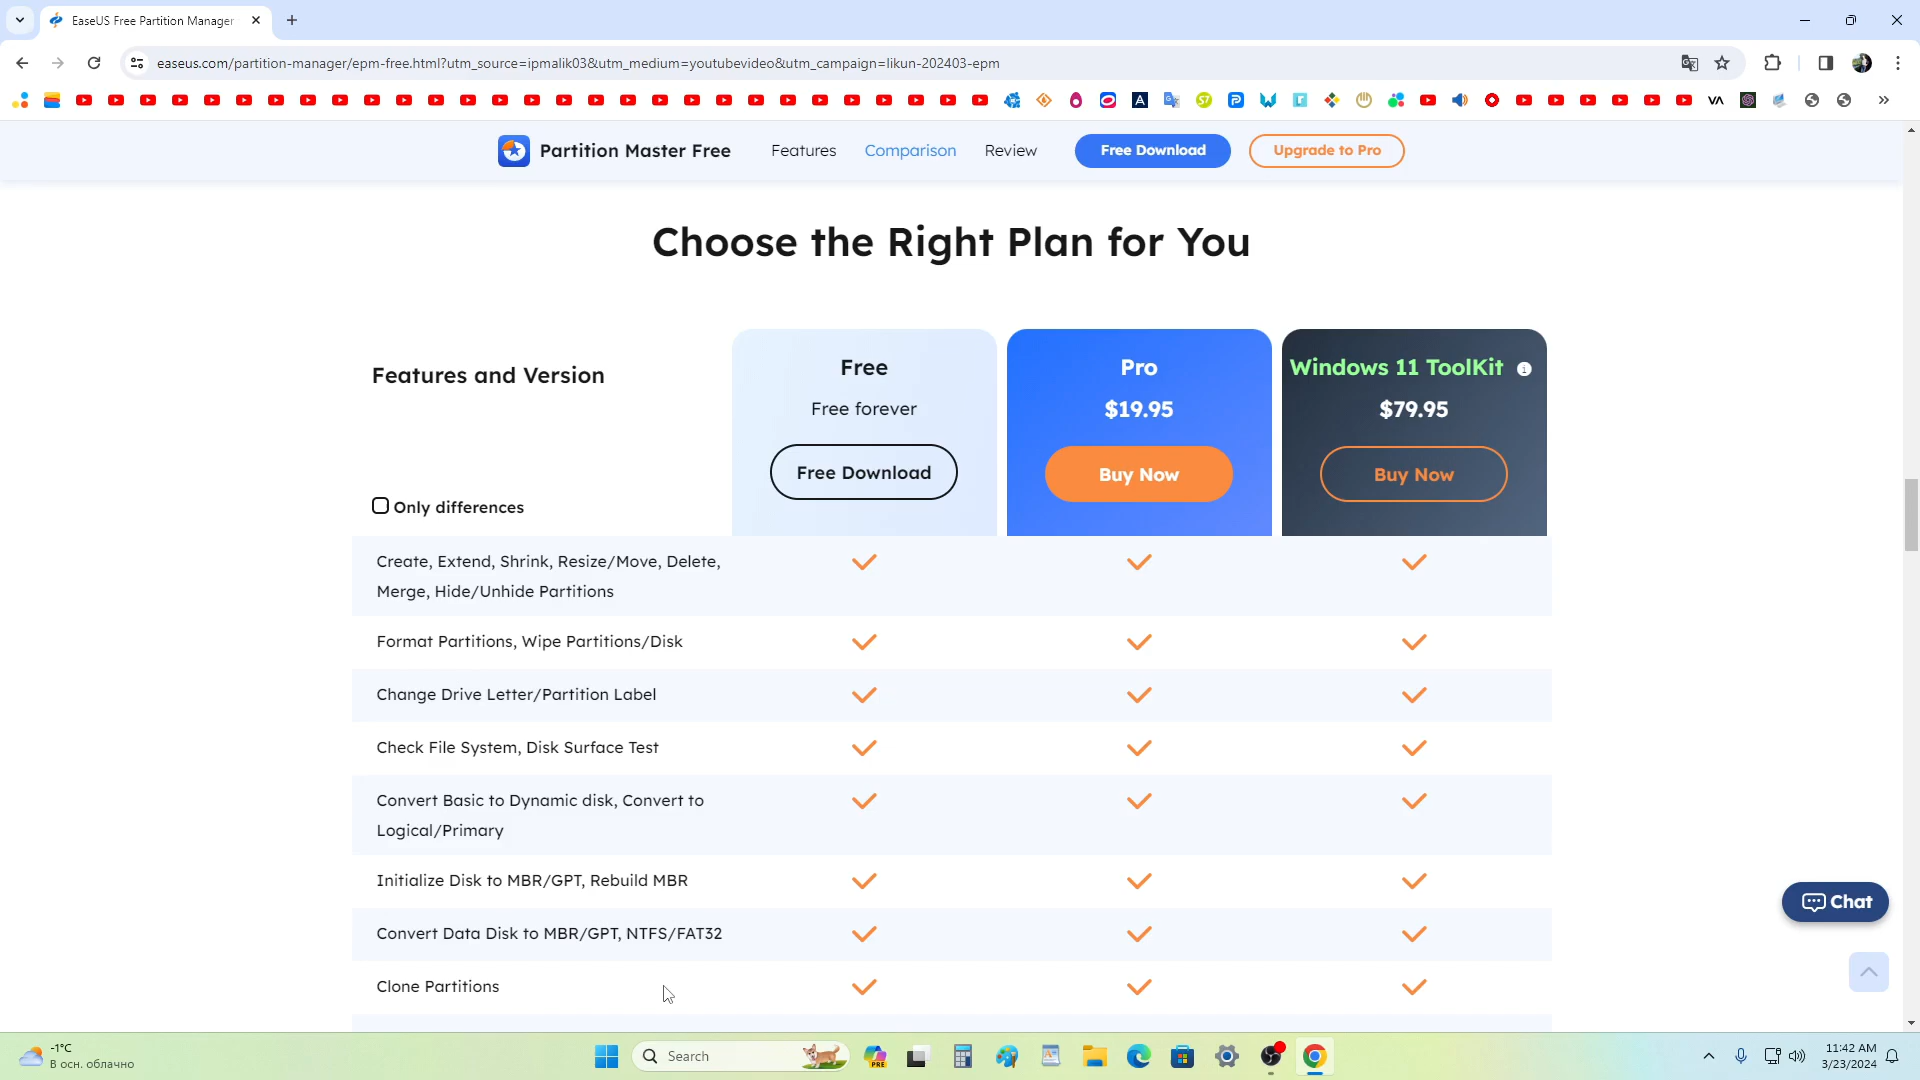 EaseUS Free Partition Manager
easeus.com/partition-manager/epm-free.html?utm_source=ipmalik03&utm_medium=youtubevideo&utm_campaign=likun-202403-epm
Partition Master Free
Features
Comparison
Review
Free Download
Upgrade to Pro
Choose the Right Plan for You
Features and Version
Free
Free forever
Free Download
Pro
$19.95
Buy Now
Windows 11 ToolKit
$79.95
Buy Now
Only differences
Create, Extend, Shrink, Resize/Move, Delete,
Merge, Hide/Unhide Partitions
Format Partitions, Wipe Partitions/Disk
Change Drive Letter/Partition Label
Check File System, Disk Surface Test
Convert Basic to Dynamic disk, Convert to
Logical/Primary
Initialize Disk to MBR/GPT, Rebuild MBR
Convert Data Disk to MBR/GPT, NTFS/FAT32
Clone Partitions
Chat
-1°C
В осн. облачно
Search
PRE
11:42 AM
3/23/2024